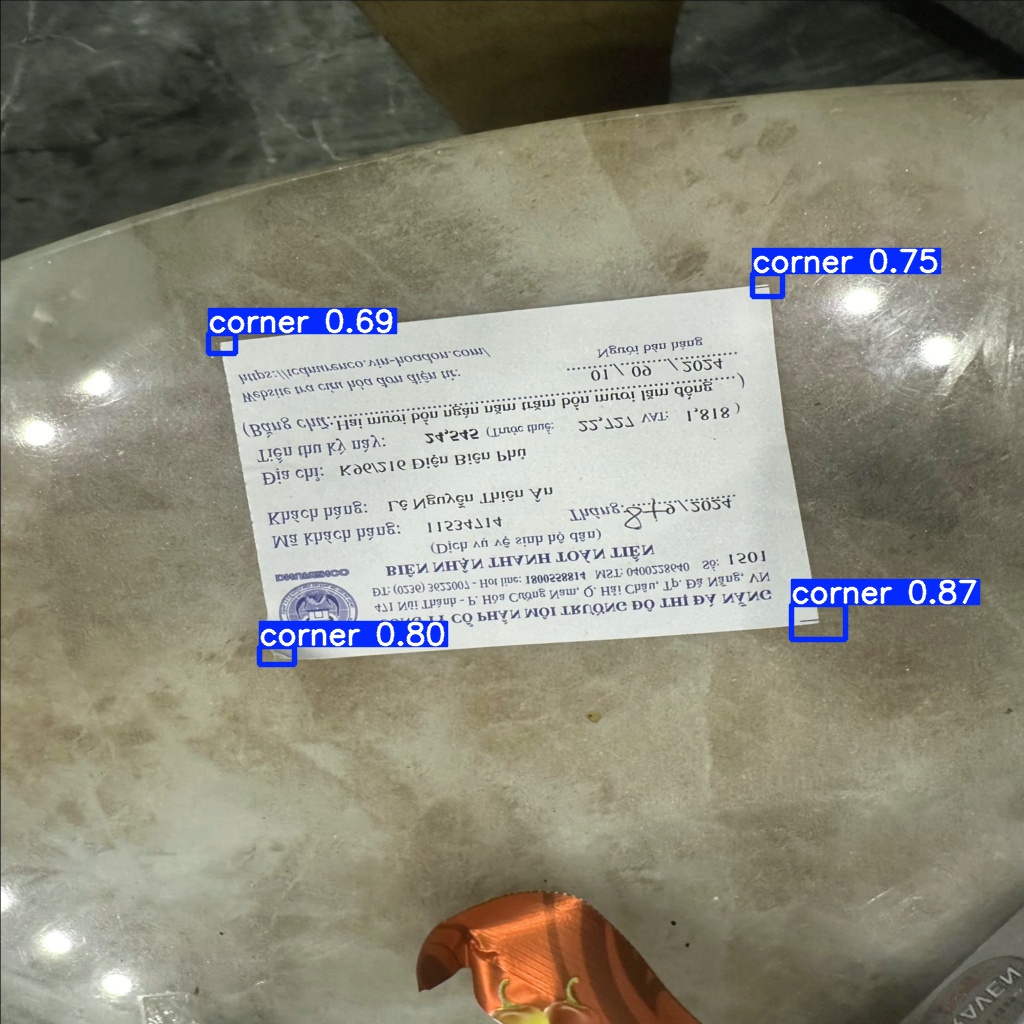 corner 0.75
corner 0.69
corner 0.87
corner 0.80
CÔNG TY CỔ PHẦN MÔI TRƯỜNG ĐÔ THỊ ĐÀ NẴNG
471 Núi Thành - P. Hòa Cường Nam, Q. Hải Châu, Tp. Đà Nẵng, VN
ĐT: (0236) 3622007 - Hot line: 1800558814 MST: 0400228640 Số: 1501
DNURENCO
BIÊN NHẬN THANH TOÁN TIỀN
(Dịch vụ vệ sinh hộ dân)
Mã khách hàng: 11534714 Tháng: 8+9/2024
Khách hàng: Lê Nguyễn Thiên Ân
Địa chỉ: K96/216 Điện Biên Phủ
Tiền thu kỳ này: 24,545 (Trước thuế: 22,727 VAT: 1,818 )
(Bằng chữ: Hai mươi bốn ngàn năm trăm bốn mươi lăm đồng )
Website tra cứu hóa đơn điện tử: 01 / 09 / 2024
https://tcdnurenco.vin-hoadon.com/ Người bán hàng